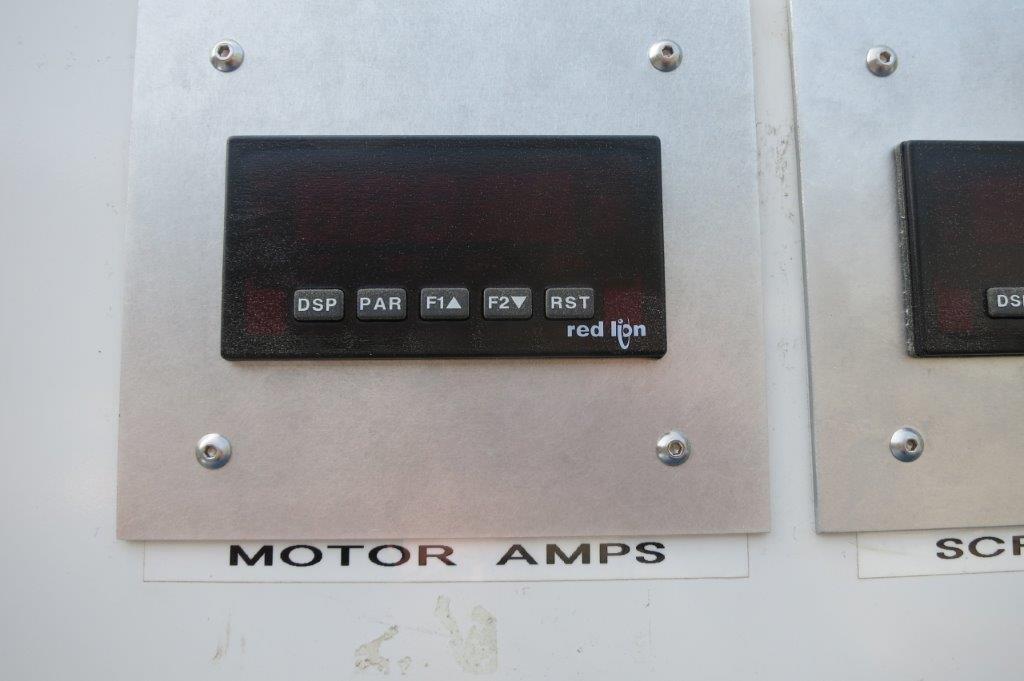 DSP PAR F1▲ F2▼ RST
red lion
MOTOR AMPS